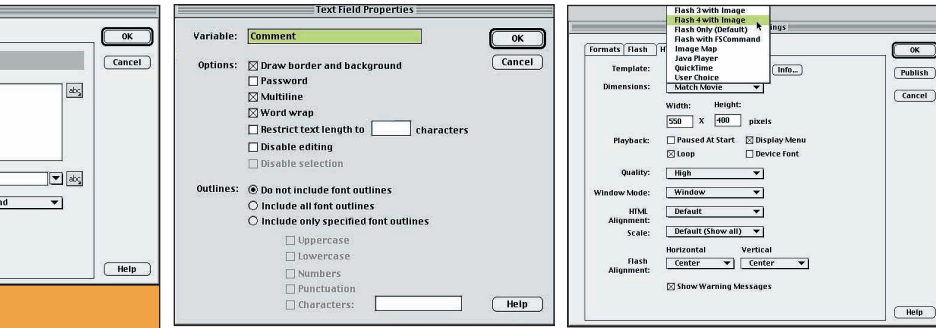 OK
Cancel
abc
abc
Help
Text Field Properties
Variable: Comment
OK
Options: Draw border and background
Cancel
Password
Multiline
Word wrap
Restrict text length to characters
Disable editing
Disable selection
Outlines: Do not include font outlines
Include all font outlines
Include only specified font outlines
Uppercase
Lowercase
Numbers
Punctuation
Characters:
Help
Flash 3 with Image
Flash 4 with Image
Flash Only (Default)
Flash with FSCommand
Image Map
Java Player
QuickTime
User Choice
Formats Flash
OK
Template: Info...
Publish
Dimensions: Match Movie
Cancel
Width: Height:
550 X 400 pixels
Playback: Paused At Start Display Menu
Loop Device Font
Quality: High
Window Mode: Window
HTML Alignment: Default
Scale: Default (Show all)
Horizontal Vertical
Flash Alignment: Center Center
Show Warning Messages
Help